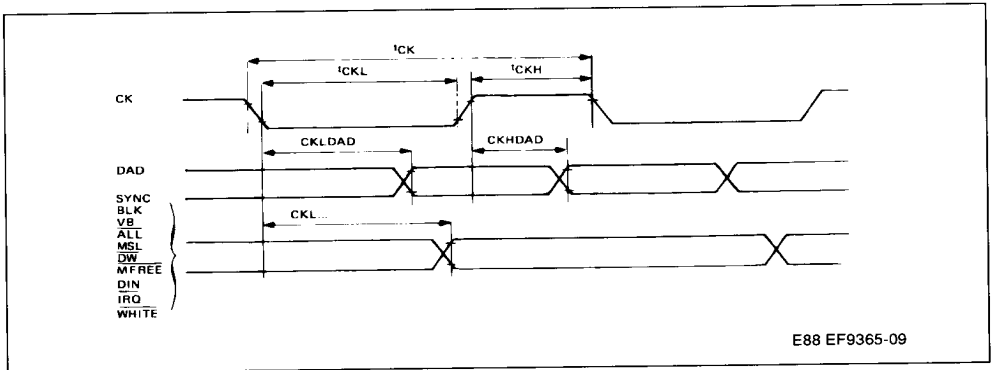 tCK
tCKL
tCKH
CK
CKLDAD
CKHDAD
DAD
SYNC
BLK
VB
ALL
CKL...
MSL
DW
MFREE
DIN
IRQ
WHITE
E88 EF9365-09